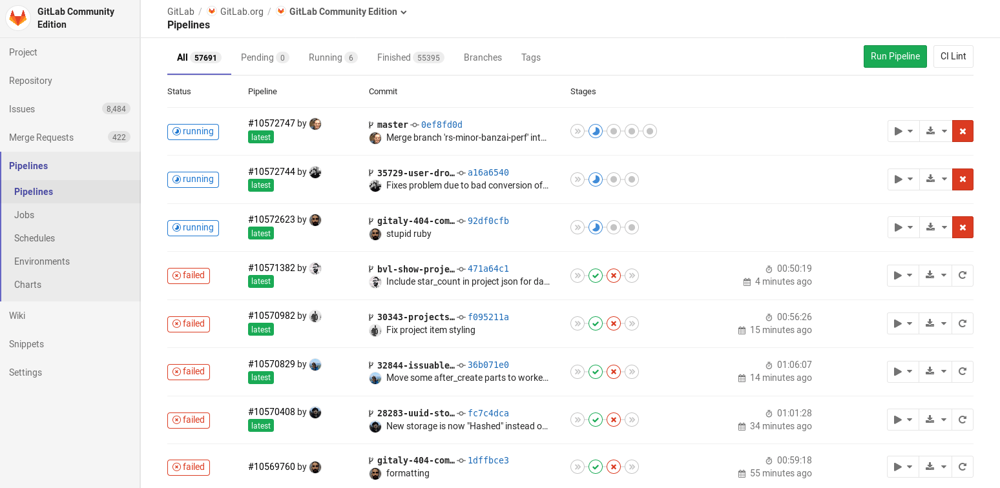 GitLab Community
Edition
Project
Repository
Issues 8,484
Merge Requests 422
Pipelines
Pipelines
Jobs
Schedules
Environments
Charts
Wiki
Snippets
Settings
GitLab / GitLab.org / GitLab Community Edition
Pipelines
All 57691 Pending 0 Running 6 Finished 55395 Branches Tags Run Pipeline CI Lint
Status Pipeline Commit Stages
running #10572747 by master 0ef8fd0d
latest Merge branch 'rs-minor-banzai-perf' int…
running #10572744 by 35729-user-dro… a16a6540
latest Fixes problem due to bad conversion of…
running #10572623 by gitaly-404-com… 92df0cfb
latest stupid ruby
failed #10571382 by bvl-show-proje… 471a64c1 00:50:19
latest Include star_count in project json for da… 4 minutes ago
failed #10570982 by 30343-projects… f095211a 00:56:26
latest Fix project item styling 15 minutes ago
failed #10570829 by 32844-issuable… 36b071e0 01:06:07
latest Move some after_create parts to worke… 14 minutes ago
failed #10570408 by 28283-uuid-sto… fc7c4dca 01:01:28
latest New storage is now "Hashed" instead o… 34 minutes ago
failed #10569760 by gitaly-404-com… 1dffbce3 00:59:18
formatting 55 minutes ago